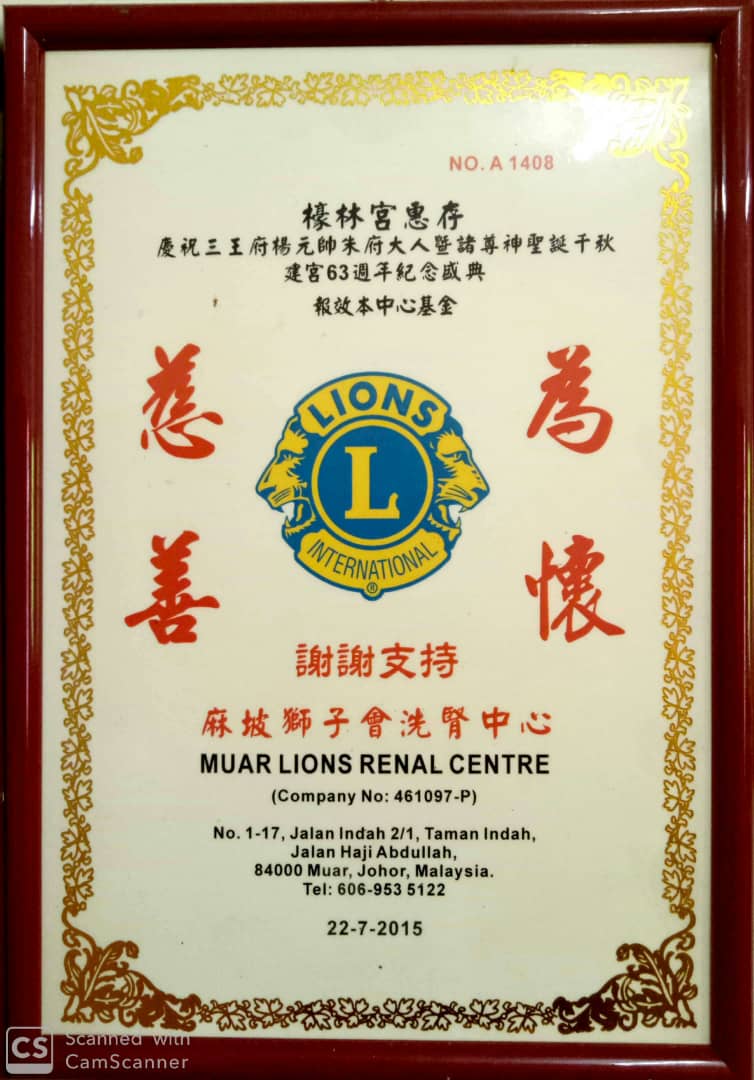 NO. A 1408
檺林宮惠存
慶祝三王府楊元帥朱府大人暨諸尊神聖誕千秋
建宮63週年紀念盛典
報效本中心基金
慈善
為懷
LIONS
L
INTERNATIONAL
®
謝謝支持
麻坡獅子會洗腎中心
MUAR LIONS RENAL CENTRE
(Company No: 461097-P)
No. 1-17, Jalan Indah 2/1, Taman Indah,
Jalan Haji Abdullah,
84000 Muar, Johor, Malaysia.
Tel: 606-953 5122
22-7-2015
CS Scanned with
CamScanner